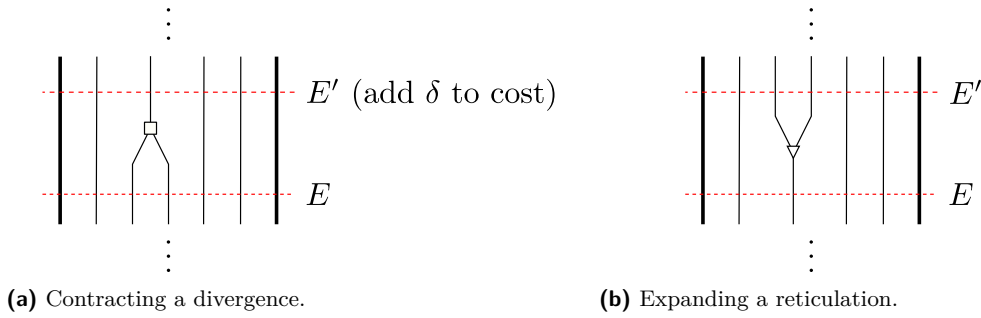 E′ (add δ to cost)
E
(a) Contracting a divergence.
E′
E
(b) Expanding a reticulation.